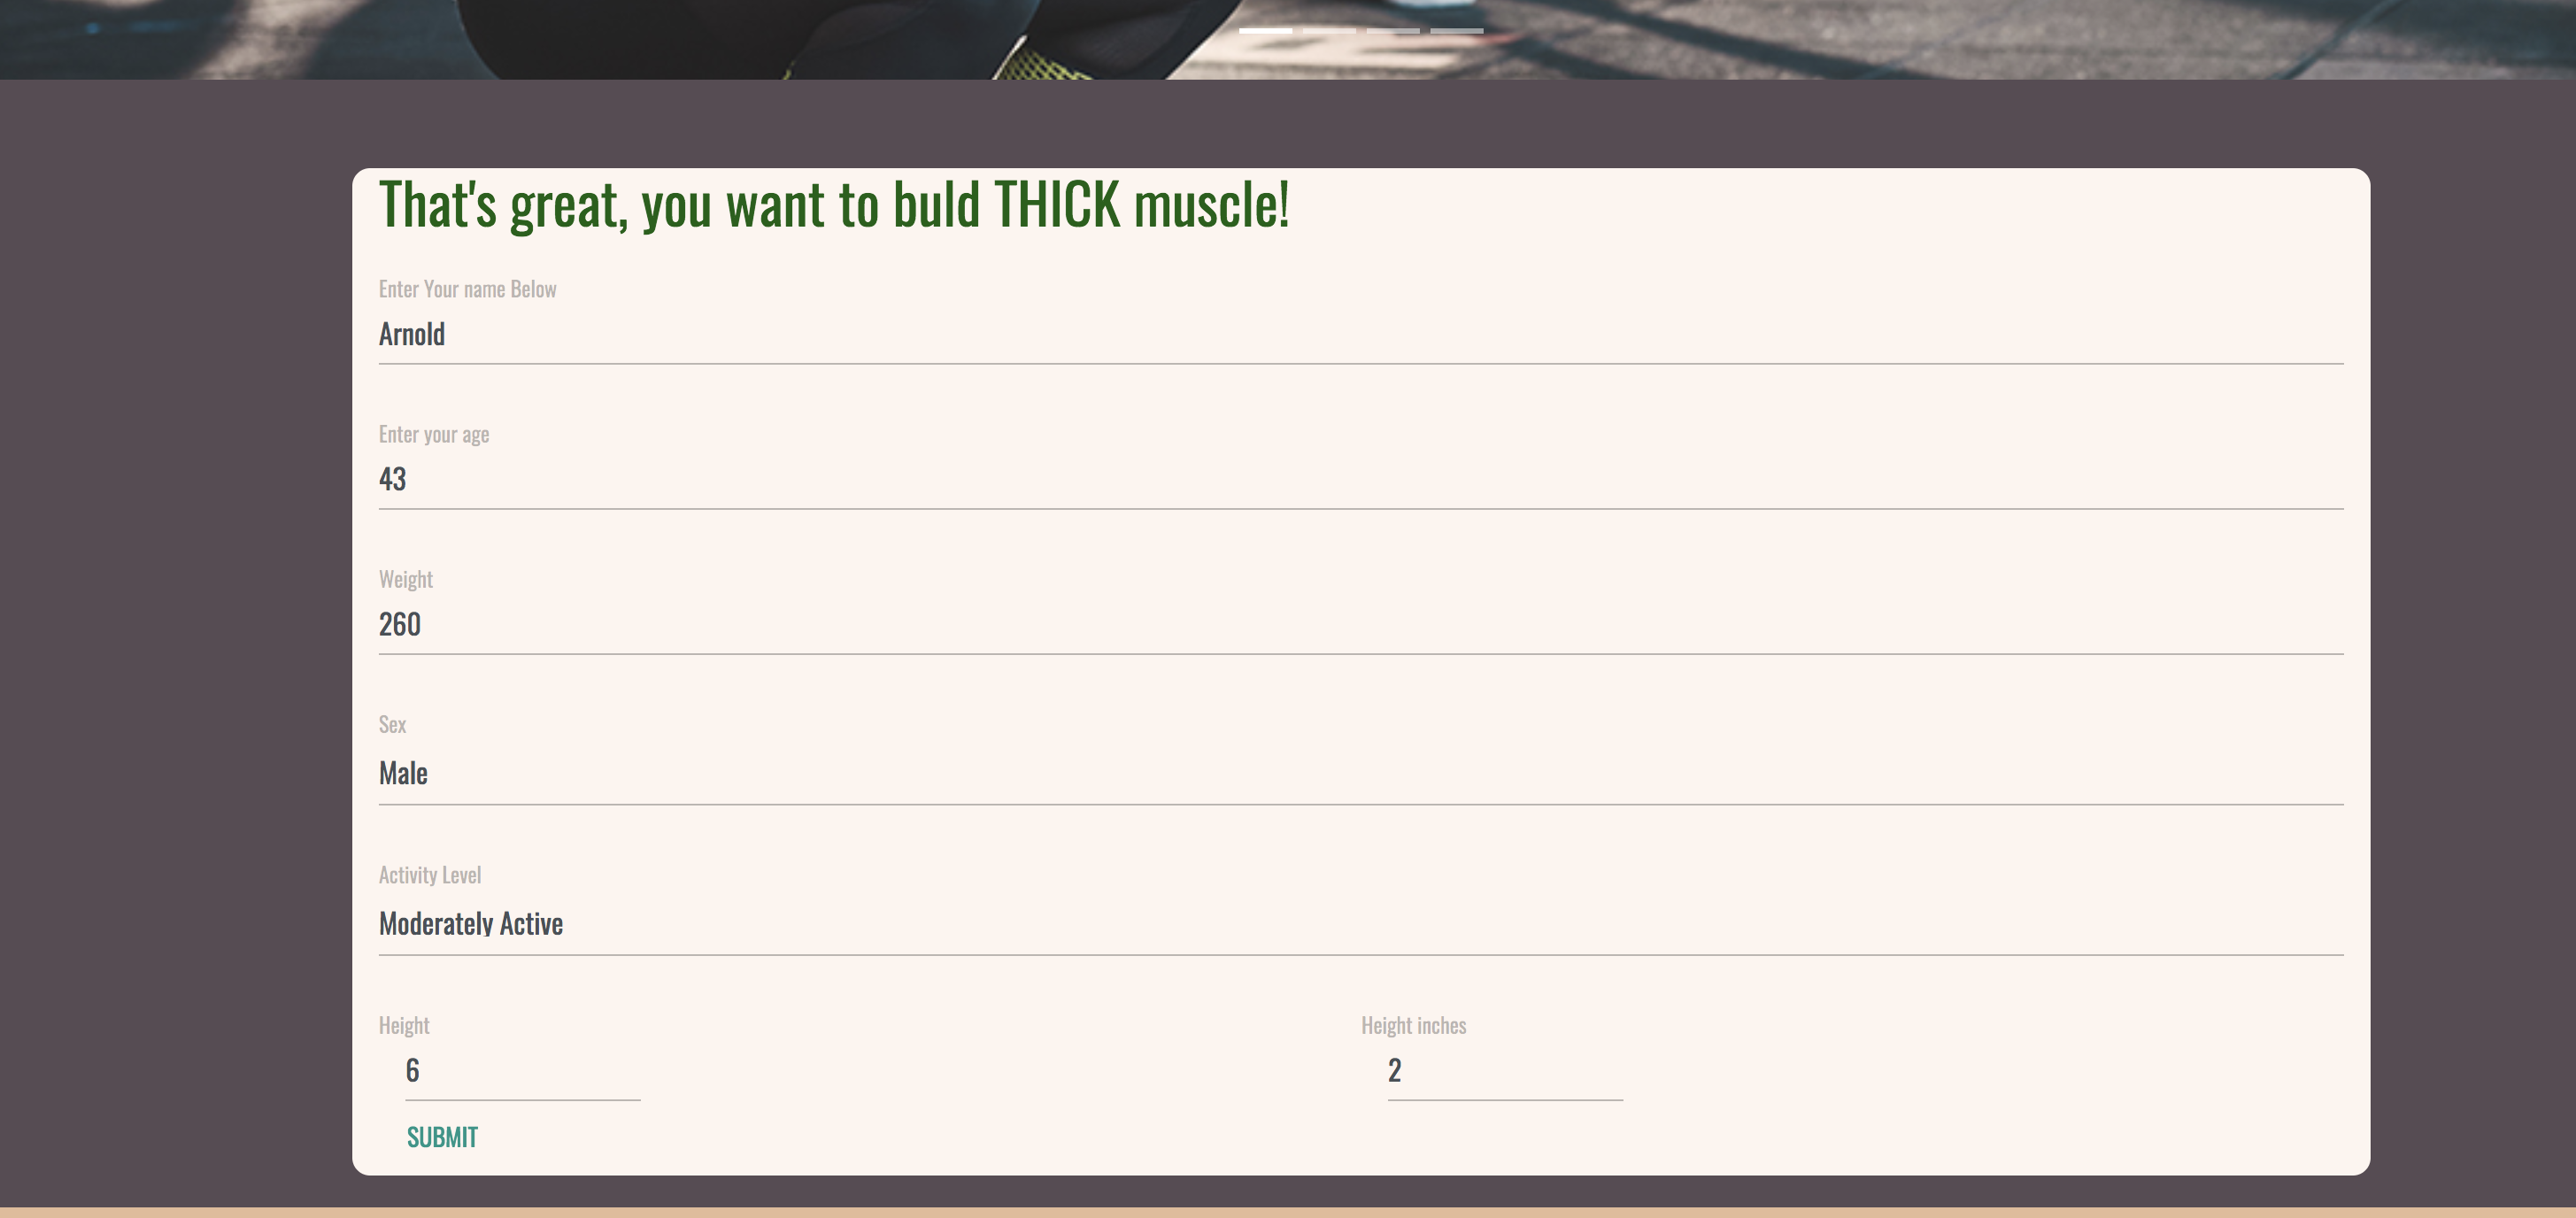 That's great, you want to buld THICK muscle!
Enter Your name Below
Arnold
Enter your age
43
Weight
260
Sex
Male
Activity Level
Moderately Active
Height
Height inches
6
2
SUBMIT